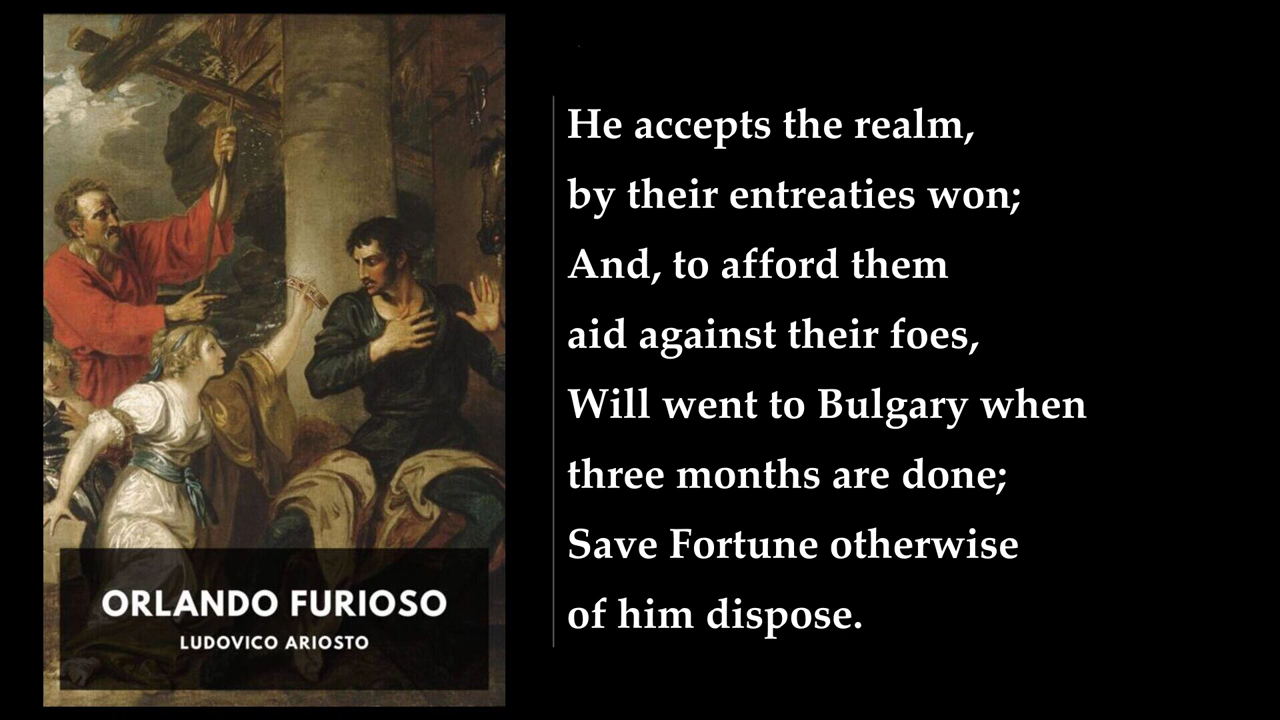 ORLANDO FURIOSO
LUDOVICO ARIOSTO
He accepts the realm,
by their entreaties won;
And, to afford them
aid against their foes,
Will went to Bulgary when
three months are done;
Save Fortune otherwise
of him dispose.